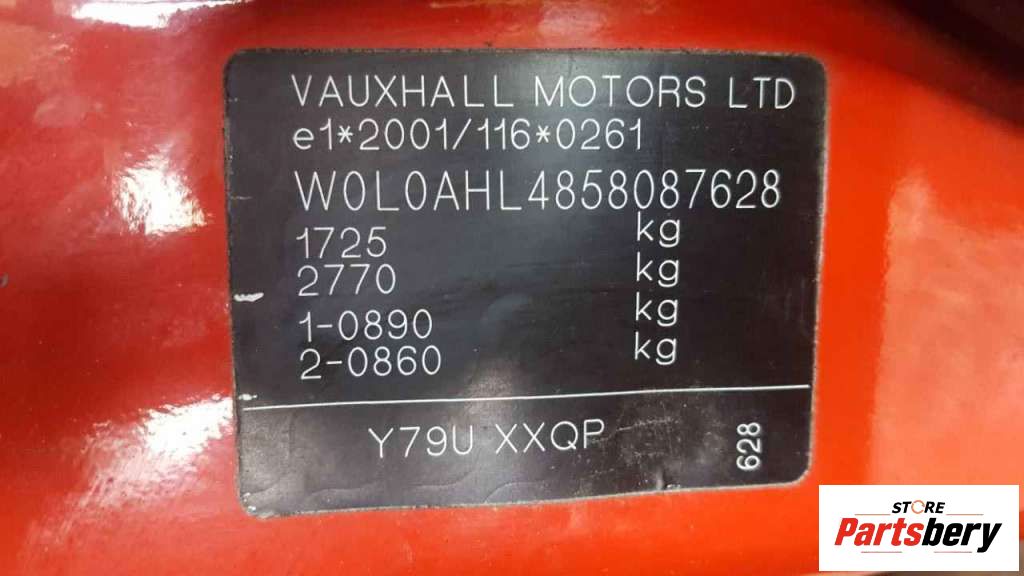 VAUXHALL MOTORS LTD
e1*2001/116*0261
W0L0AHL4858087628
1725 kg
2770 kg
1-0890 kg
2-0860 kg
Y79U XXQP
628
STORE
Partsbery